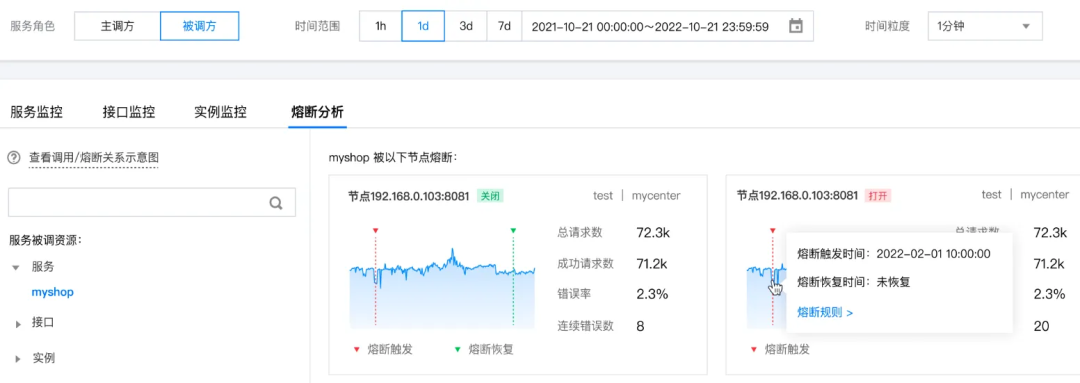 服务角色 主调方 被调方 时间范围 1h 1d 3d 7d 2021-10-21 00:00:00～2022-10-21 23:59:59 时间粒度 1分钟
服务监控 接口监控 实例监控 熔断分析
查看调用/熔断关系示意图
服务被调资源：
服务
myshop
接口
实例
myshop 被以下节点熔断：
节点192.168.0.103:8081 关闭 test | mycenter
总请求数 72.3k
成功请求数 71.2k
错误率 2.3%
连续错误数 8
熔断触发 熔断恢复
节点192.168.0.103:8081 打开 test | mycenter
总请求数 72.3k
71.2k
2.3%
20
熔断触发时间：2022-02-01 10:00:00
熔断恢复时间：未恢复
熔断规则 >
熔断触发